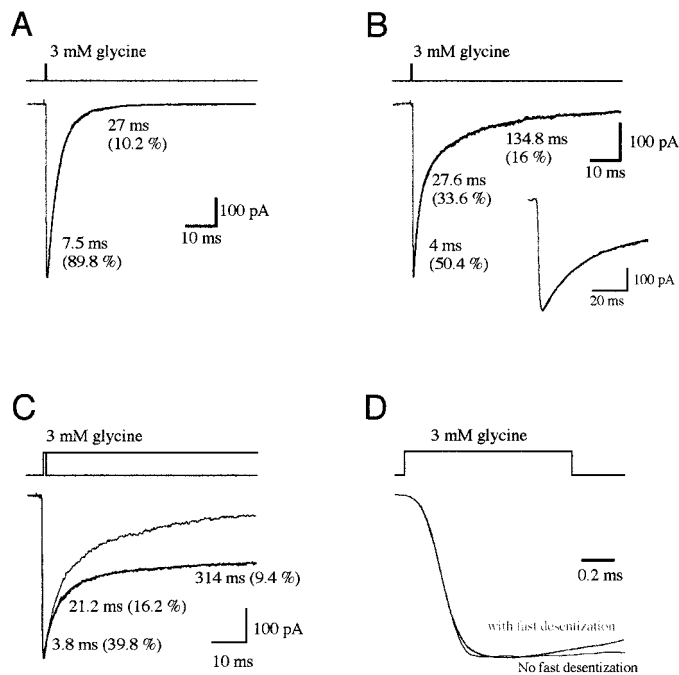 A
3 mM glycine
27 ms
(10.2 %)
7.5 ms
(89.8 %)
100 pA
10 ms
B
3 mM glycine
134.8 ms
(16 %)
100 pA
10 ms
27.6 ms
(33.6 %)
4 ms
(50.4 %)
100 pA
20 ms
C
3 mM glycine
314 ms (9.4 %)
21.2 ms (16.2 %)
3.8 ms (39.8 %)
100 pA
10 ms
D
3 mM glycine
0.2 ms
with fast desentization
No fast desentization